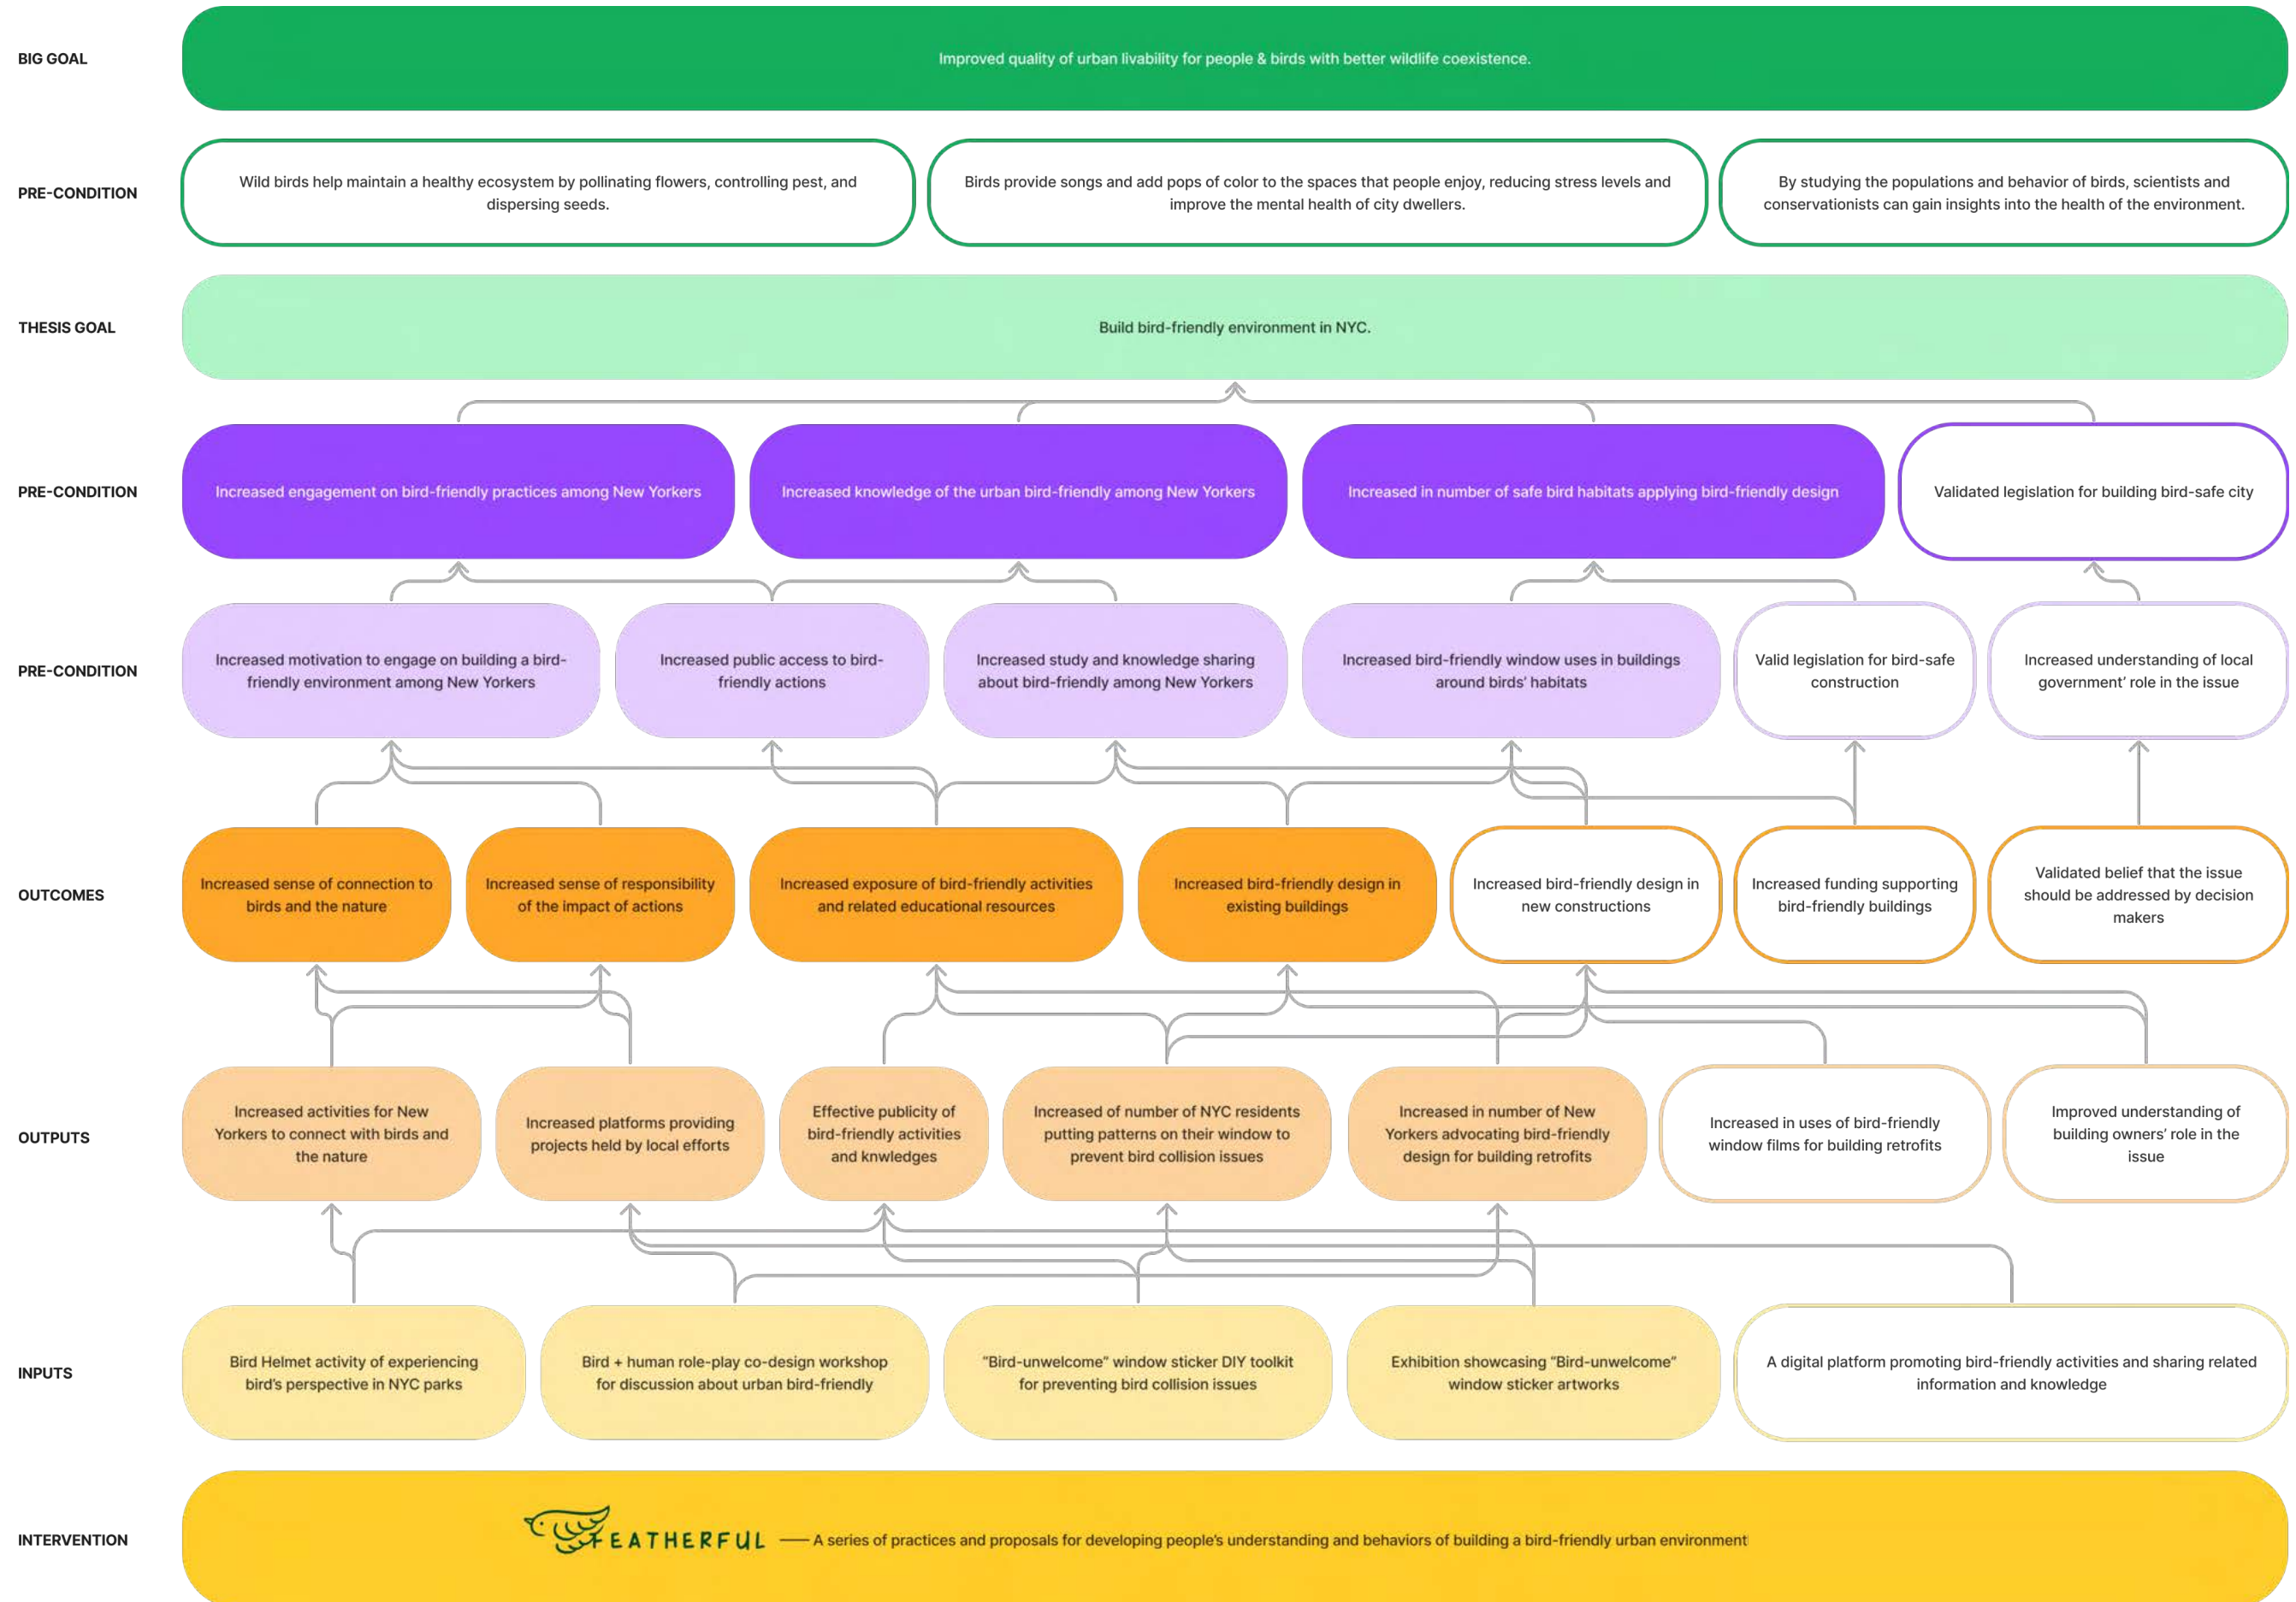 BIG GOAL
Improved quality of urban livability for people & birds with better wildlife coexistence.
PRE-CONDITION
Wild birds help maintain a healthy ecosystem by pollinating flowers, controlling pest, and
dispersing seeds.
Birds provide songs and add pops of color to the spaces that people enjoy, reducing stress levels and
improve the mental health of city dwellers.
By studying the populations and behavior of birds, scientists and
conservationists can gain insights into the health of the environment.
THESIS GOAL
Build bird-friendly environment in NYC.
PRE-CONDITION
Increased engagement on bird-friendly practices among New Yorkers
Increased knowledge of the urban bird-friendly among New Yorkers
Increased in number of safe bird habitats applying bird-friendly design
Validated legislation for building bird-safe city
PRE-CONDITION
Increased motivation to engage on building a bird-
friendly environment among New Yorkers
Increased public access to bird-
friendly actions
Increased study and knowledge sharing
about bird-friendly among New Yorkers
Increased bird-friendly window uses in buildings
around birds' habitats
Valid legislation for bird-safe
construction
Increased understanding of local
government' role in the issue
OUTCOMES
Increased sense of connection to
birds and the nature
Increased sense of responsibility
of the impact of actions
Increased exposure of bird-friendly activities
and related educational resources
Increased bird-friendly design in
existing buildings
Increased bird-friendly design in
new constructions
Increased funding supporting
bird-friendly buildings
Validated belief that the issue
should be addressed by decision
makers
OUTPUTS
Increased activities for New
Yorkers to connect with birds and
the nature
Increased platforms providing
projects held by local efforts
Effective publicity of
bird-friendly activities
and knwledges
Increased of number of NYC residents
putting patterns on their window to
prevent bird collision issues
Increased in number of New
Yorkers advocating bird-friendly
design for building retrofits
Increased in uses of bird-friendly
window films for building retrofits
Improved understanding of
building owners' role in the
issue
INPUTS
Bird Helmet activity of experiencing
bird's perspective in NYC parks
Bird + human role-play co-design workshop
for discussion about urban bird-friendly
"Bird-unwelcome" window sticker DIY toolkit
for preventing bird collision issues
Exhibition showcasing "Bird-unwelcome"
window sticker artworks
A digital platform promoting bird-friendly activities and sharing related
information and knowledge
INTERVENTION
FEATHERFUL — A series of practices and proposals for developing people's understanding and behaviors of building a bird-friendly urban environment